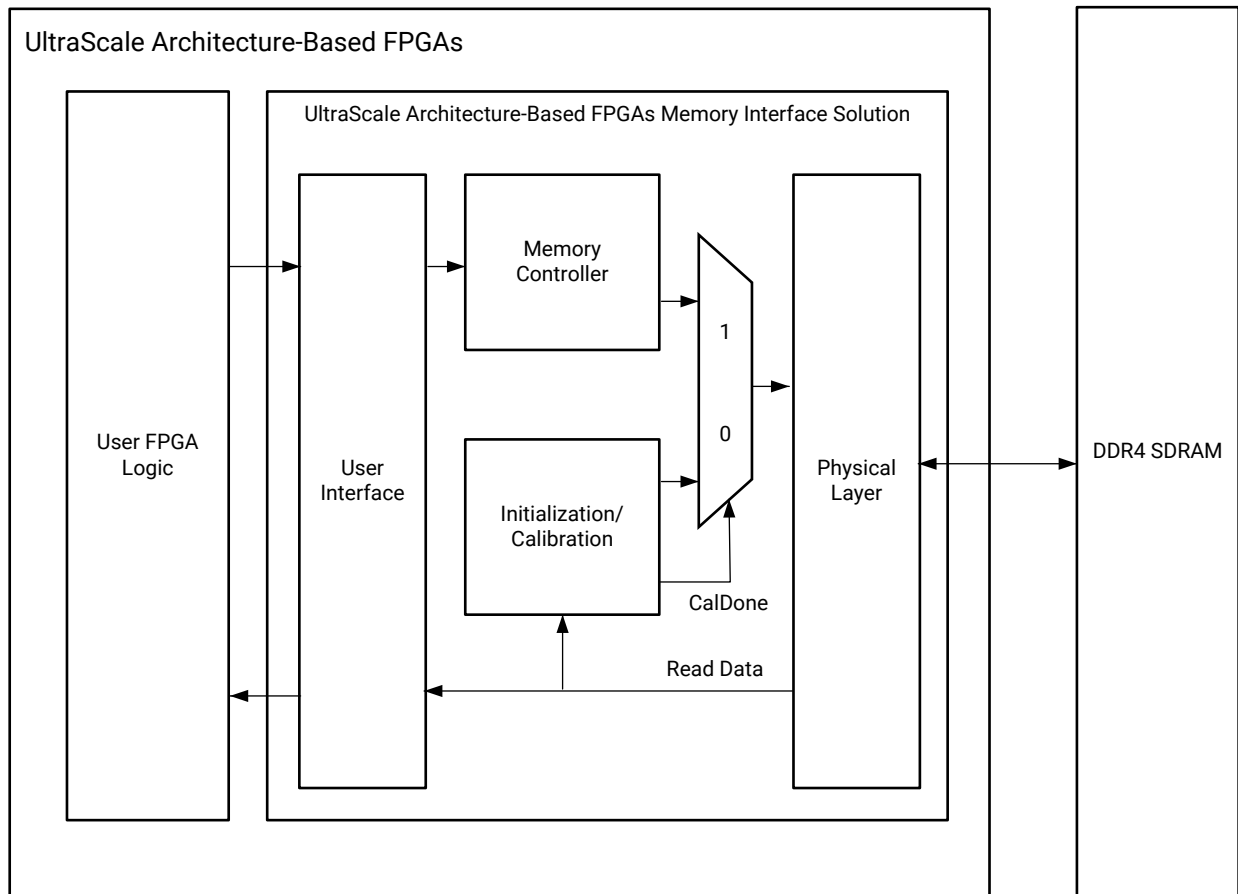 UltraScale Architecture-Based FPGAs
UltraScale Architecture-Based FPGAs Memory Interface Solution
User FPGA
Logic
User
Interface
Memory
Controller
Initialization/
Calibration
1
0
CalDone
Read Data
Physical
Layer
DDR4 SDRAM